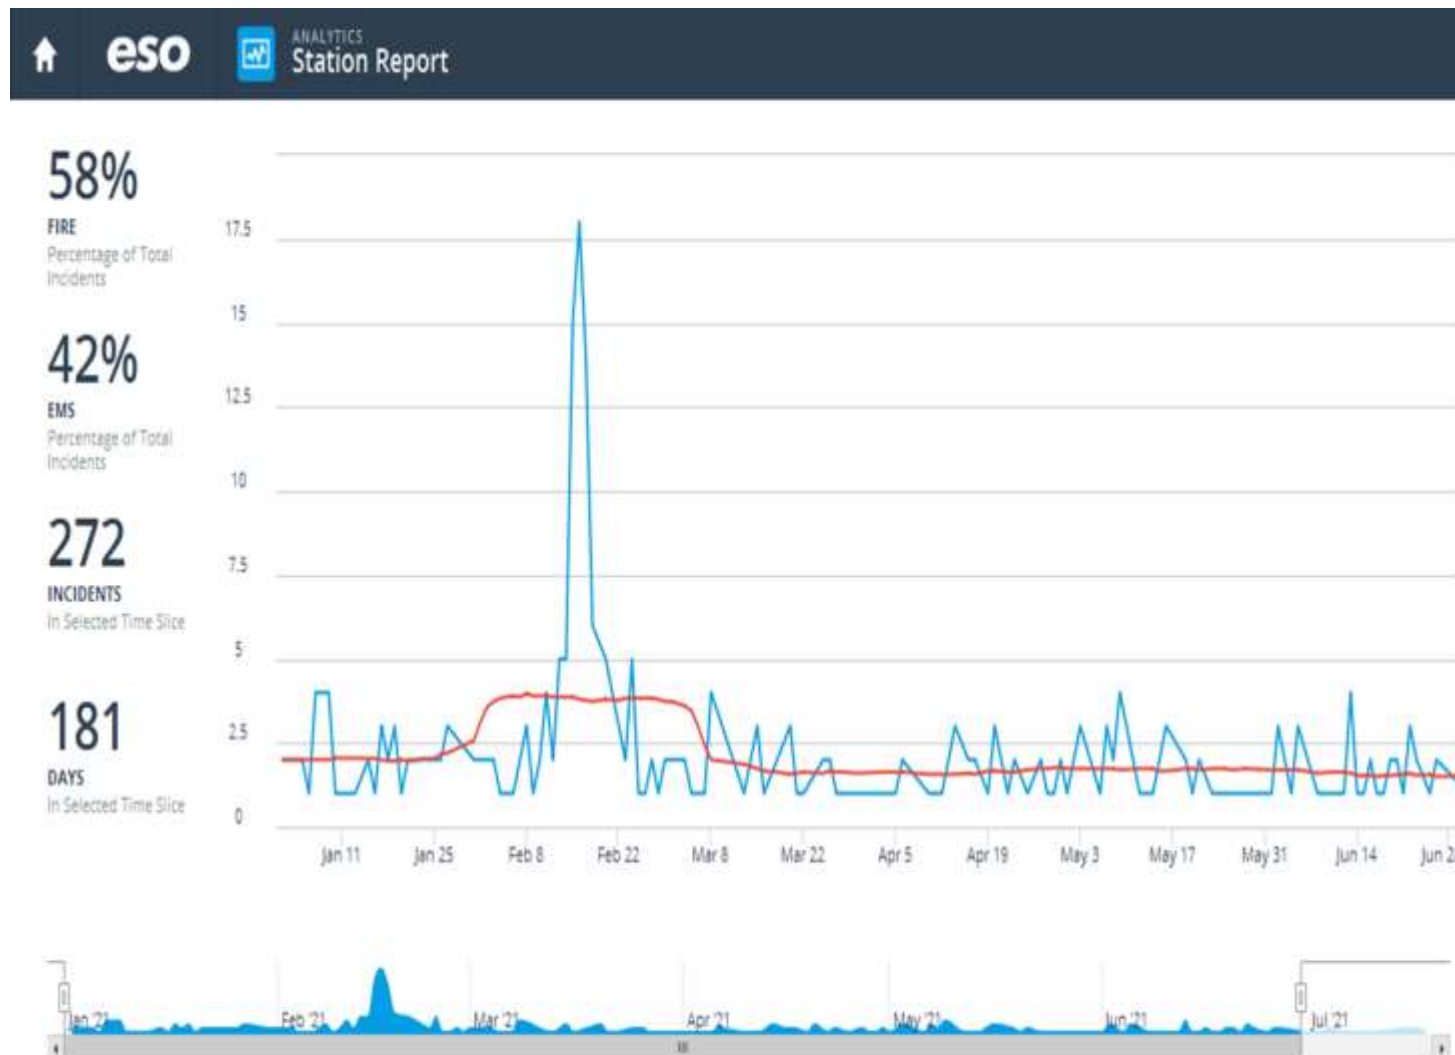 eso
ANALYTICS
Station Report
58%
FIRE
Percentage of Total
Incidents
42%
EMS
Percentage of Total
Incidents
272
INCIDENTS
In Selected Time Slice
181
DAYS
In Selected Time Slice
17.5
15
12.5
10
7.5
5
2.5
0
Jan 11 Jan 25 Feb 8 Feb 22 Mar 8 Mar 22 Apr 5 Apr 19 May 3 May 17 May 31 Jun 14 Jun 2
Jan '21 Feb '21 Mar '21 Apr '21 May '21 Jun '21 Jul '21